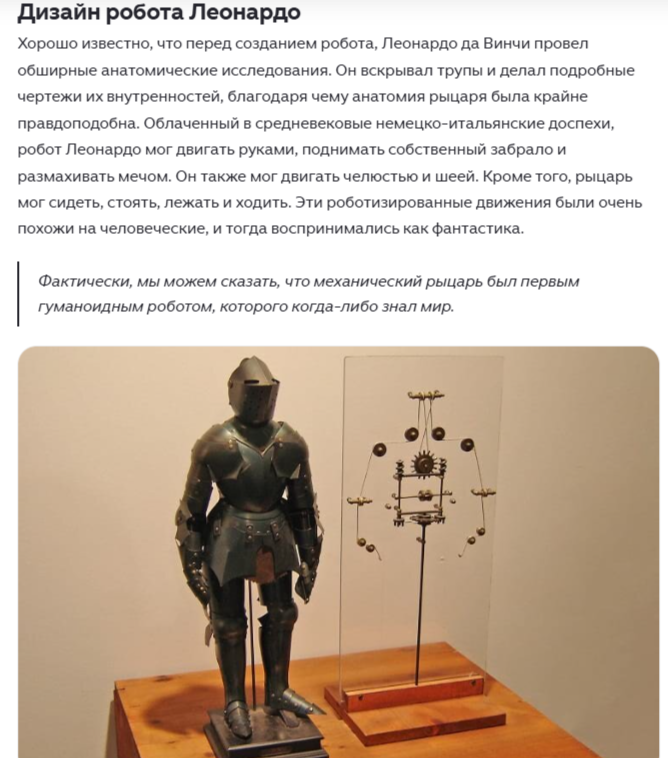 Дизайн робота Леонардо
Хорошо известно, что перед созданием робота, Леонардо да Винчи провел
обширные анатомические исследования. Он вскрывал трупы и делал подробные
чертежи их внутренностей, благодаря чему анатомия рыцаря была крайне
правдоподобна. Облаченный в средневековые немецко-итальянские доспехи,
робот Леонардо мог двигать руками, поднимать собственный забрало и
размахивать мечом. Он также мог двигать челюстью и шеей. Кроме того, рыцарь
мог сидеть, стоять, лежать и ходить. Эти роботизированные движения были очень
похожи на человеческие, и тогда воспринимались как фантастика.
Фактически, мы можем сказать, что механический рыцарь был первым
гуманоидным роботом, которого когда-либо знал мир.